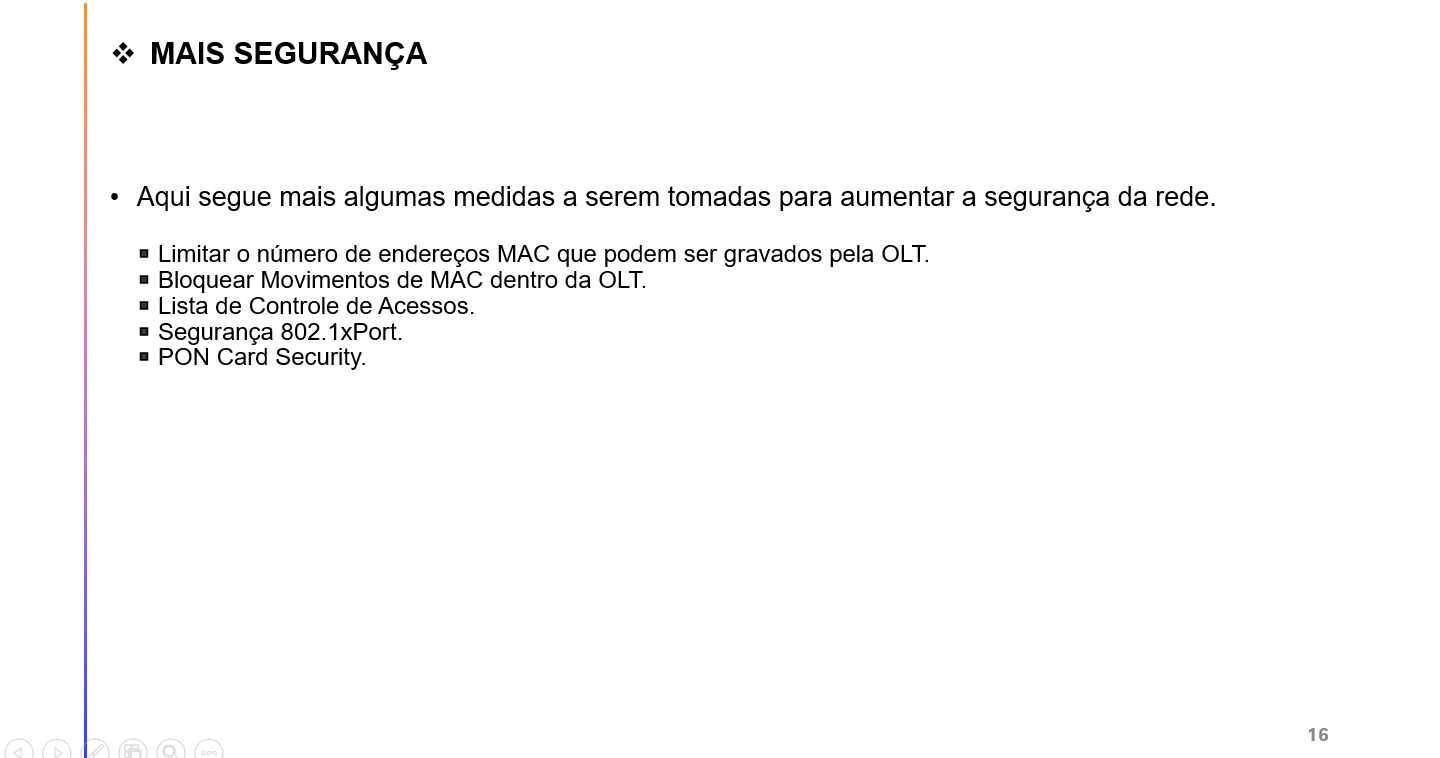 ❖ MAIS SEGURANÇA
• Aqui segue mais algumas medidas a serem tomadas para aumentar a segurança da rede.
▪ Limitar o número de endereços MAC que podem ser gravados pela OLT.
▪ Bloquear Movimentos de MAC dentro da OLT.
▪ Lista de Controle de Acessos.
▪ Segurança 802.1xPort.
▪ PON Card Security.
16